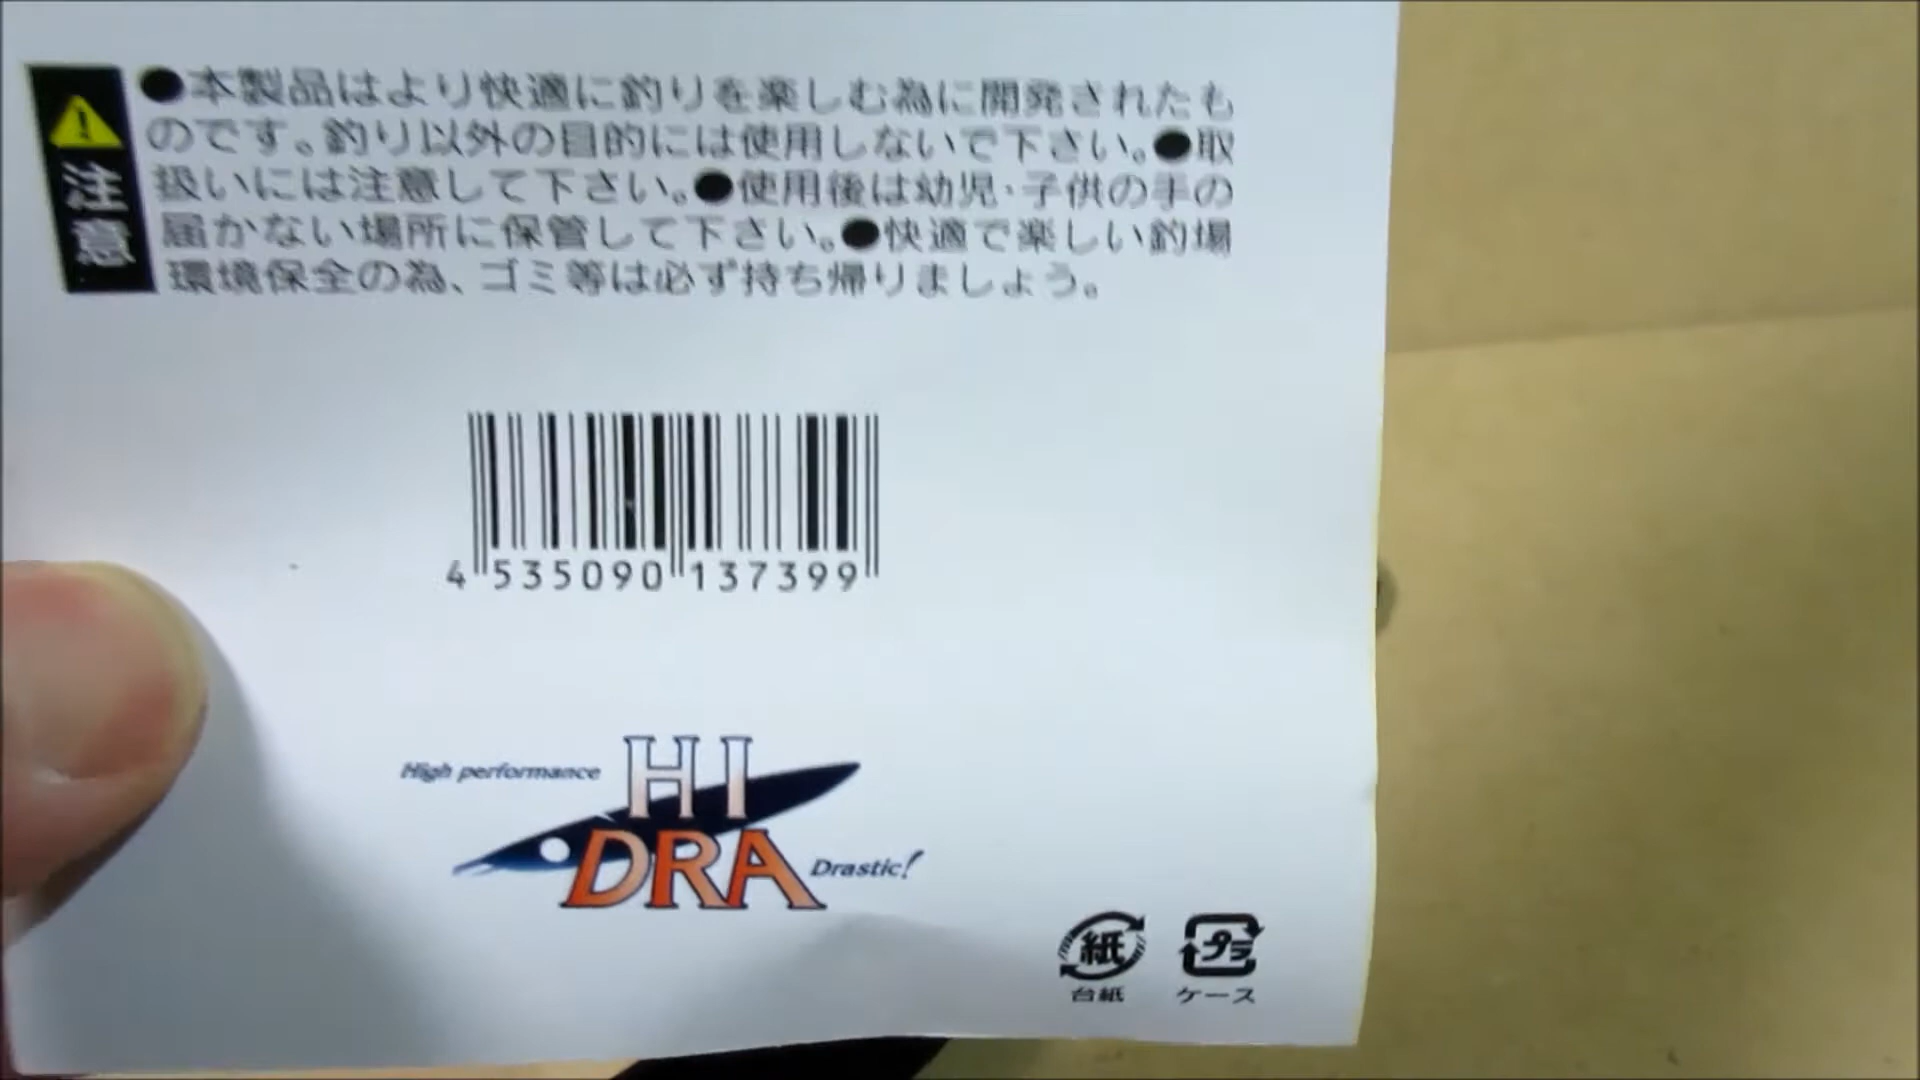 注意
●本製品はより快適に釣りを楽しむ為に開発されたも
のです。釣り以外の目的には使用しないで下さい。●取
扱いには注意して下さい。●使用後は幼児・子供の手の
届かない場所に保管して下さい。●快適で楽しい釣場
環境保全の為、ゴミ等は必ず持ち帰りましょう。
4 535090 137399
High performance
HI
DRA
Drastic!
紙 プラ
台紙 ケース